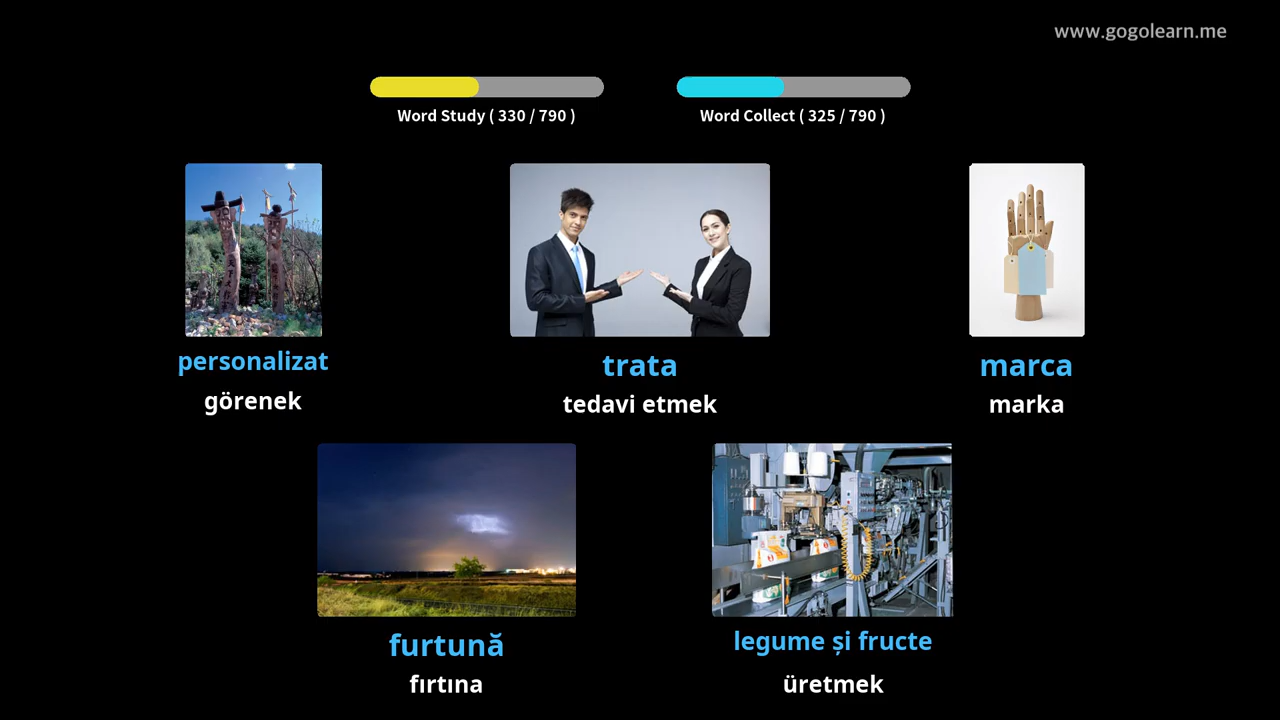 www.gogolearn.me
Word Study ( 330 / 790 )
Word Collect ( 325 / 790 )
personalizat
görenek
trata
tedavi etmek
marca
marka
furtună
fırtına
legume și fructe
üretmek